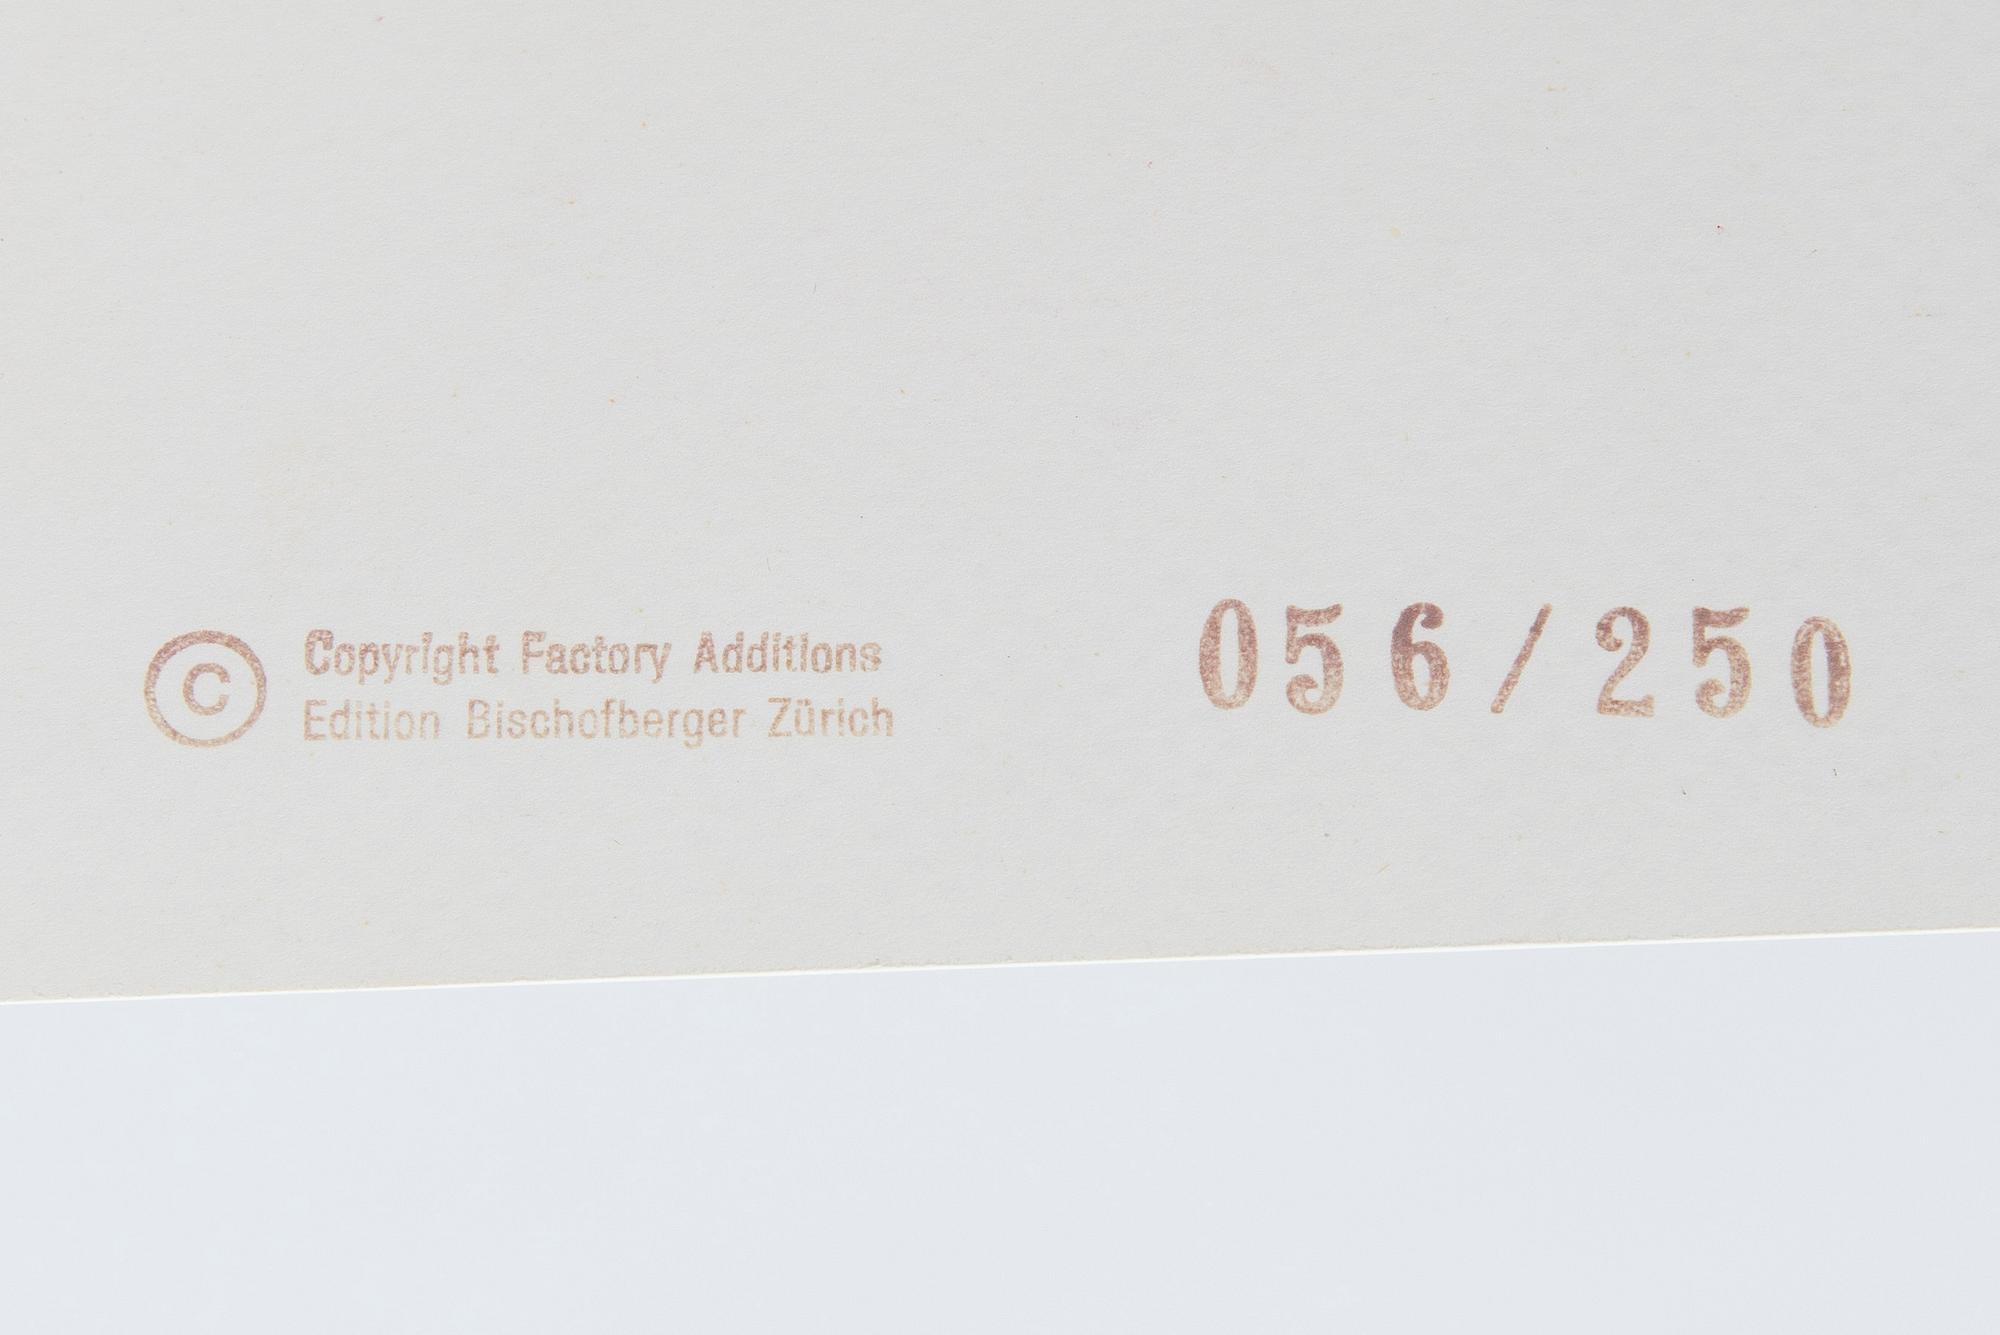 © Copyright Factory Additions
Edition Bischofberger Zürich
056/250